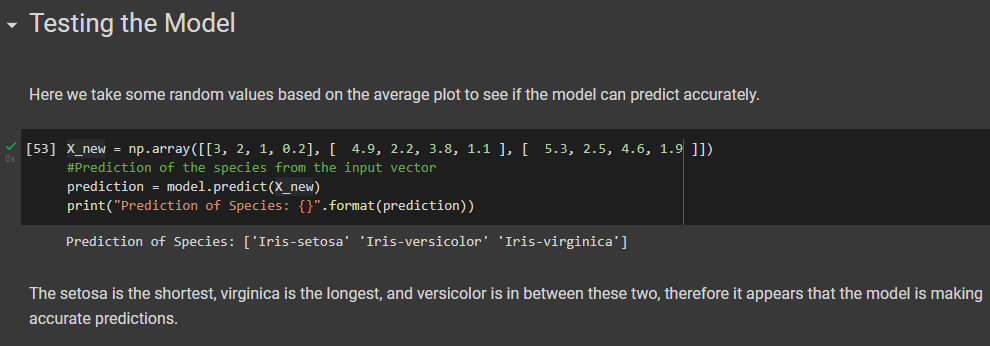 Testing the Model
Here we take some random values based on the average plot to see if the model can predict accurately.
[53] X_new = np.array([[3, 2, 1, 0.2], [  4.9, 2.2, 3.8, 1.1 ], [  5.3, 2.5, 4.6, 1.9 ]])
0s
#Prediction of the species from the input vector
prediction = model.predict(X_new)
print("Prediction of Species: {}".format(prediction))
Prediction of Species: ['Iris-setosa' 'Iris-versicolor' 'Iris-virginica']
The setosa is the shortest, virginica is the longest, and versicolor is in between these two, therefore it appears that the model is making
accurate predictions.